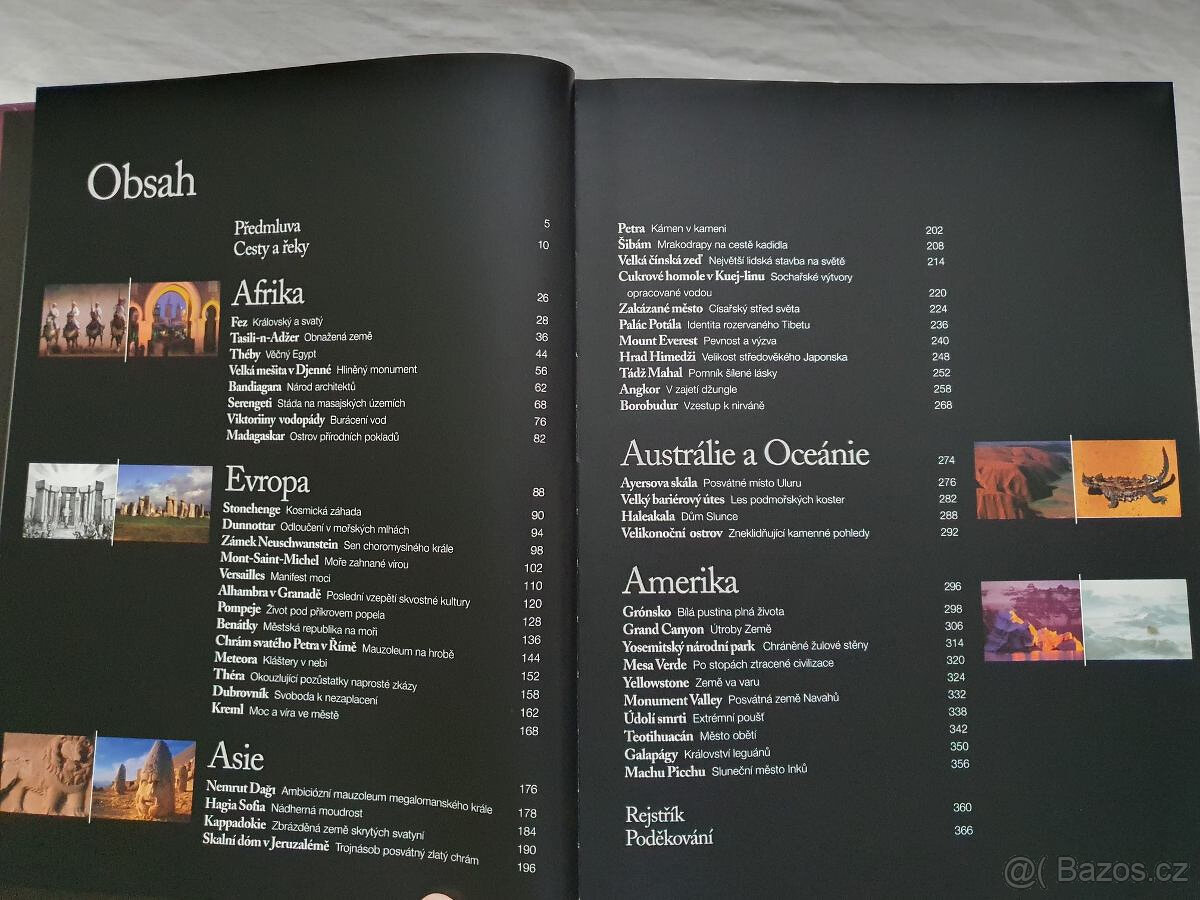 Obsah
Předmluva 5
Cesty a řeky 10
Afrika 26
Fez Královský a svatý 28
Tasili-n-Adžer Obnažená země 36
Théby Věčný Egypt 44
Velká mešita v Djenné Hliněný monument 56
Bandiagara Národ architektů 62
Serengeti Stáda na masajských územích 68
Viktoriiny vodopády Burácení vod 76
Madagaskar Ostrov přírodních pokladů 82
Evropa 88
Stonehenge Kosmická záhada 90
Dunnottar Odloučení v mořských mlhách 94
Zámek Neuschwanstein Sen choromyslného krále 98
Mont-Saint-Michel Moře zahnané vírou 102
Versailles Manifest moci 110
Alhambra v Granadě Poslední vzepětí skvostné kultury 120
Pompeje Život pod příkrovem popela 128
Benátky Městská republika na moři 136
Chrám svatého Petra v Římě Mauzoleum na hrobě 144
Meteora Kláštery v nebi 152
Théra Okouzlující pozůstatky naprosté zkázy 158
Dubrovník Svoboda k nezaplacení 162
Kreml Moc a víra ve městě 168
Asie 176
Nemrut Dağı Ambiciózní mauzoleum megalomanského krále 178
Hagia Sofia Nádherná moudrost 184
Kappadokie Zbrázděná země skrytých svatyní 190
Skalní dóm v Jeruzalémě Trojnásob posvátný zlatý chrám 196
Petra Kámen v kameni 202
Šibám Mrakodrapy na cestě kadidla 208
Velká čínská zeď Největší lidská stavba na světě 214
Cukrové homole v Kuej-linu Sochařské výtvory
opracované vodou 220
Zakázané město Císařský střed světa 224
Palác Potála Identita rozervaného Tibetu 236
Mount Everest Pevnost a výzva 240
Hrad Himedži Velikost středověkého Japonska 248
Tádž Mahal Pomník šílené lásky 252
Angkor V zajetí džungle 258
Borobudur Vzestup k nirváně 268
Austrálie a Oceánie 274
Ayersova skála Posvátné místo Uluru 276
Velký bariérový útes Les podmořských koster 282
Haleakala Dům Slunce 288
Velikonoční ostrov Zneklidňující kamenné pohledy 292
Amerika 296
Grónsko Bílá pustina plná života 298
Grand Canyon Útroby Země 306
Yosemitský národní park Chráněné žulové stěny 314
Mesa Verde Po stopách ztracené civilizace 320
Yellowstone Země va varu 324
Monument Valley Posvátná země Navahů 332
Údolí smrti Extrémní poušť 338
Teotihuacán Město obětí 342
Galapágy Království leguánů 350
Machu Picchu Sluneční město Inků 356
Rejstřík 360
Poděkování 366
@( Bazos.cz